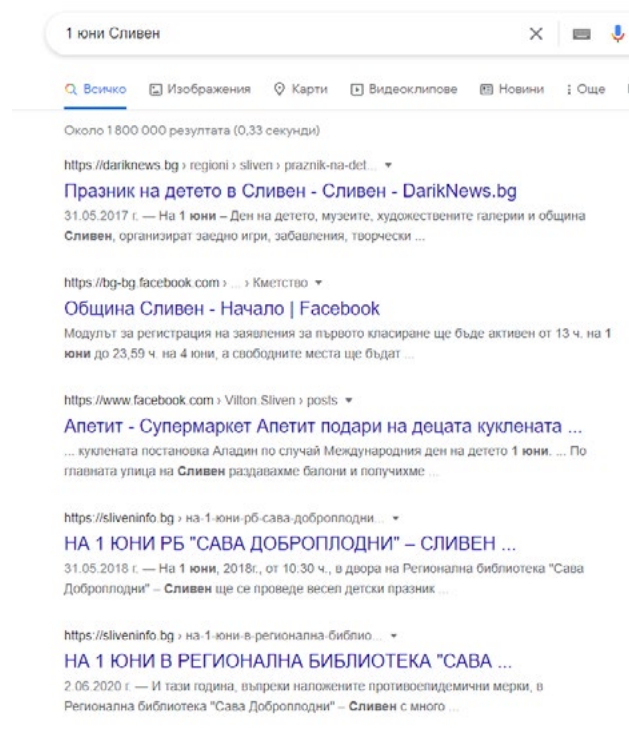 1 юни Сливен
Всичко Изображения Карти Видеоклипове Новини Още
Около 1 800 000 резултата (0,33 секунди)
https://dariknews.bg › regioni › sliven › praznik-na-det...
Празник на детето в Сливен - Сливен - DarikNews.bg
31.05.2017 г. — На 1 юни – Ден на детето, музеите, художествените галерии и община
Сливен, организират заедно игри, забавления, творчески ...
https://bg-bg.facebook.com › ... › Кметство
Община Сливен - Начало | Facebook
Модулът за регистрация на заявления за първото класиране ще бъде активен от 13 ч. на 1
юни до 23,59 ч. на 4 юни, а свободните места ще бъдат ...
https://www.facebook.com › Vilton.Sliven › posts
Апетит - Супермаркет Апетит подари на децата куклената ...
... куклената постановка Аладин по случай Международния ден на детето 1 юни. ... По
главната улица на Сливен раздавахме балони и получихме ...
https://sliveninfo.bg › на-1-юни-рб-сава-доброплодни...
НА 1 ЮНИ РБ "САВА ДОБРОПЛОДНИ" – СЛИВЕН ...
31.05.2018 г. — На 1 юни, 2018г., от 10.30 ч., в двора на Регионална библиотека "Сава
Доброплодни" – Сливен ще се проведе весел детски празник ...
https://sliveninfo.bg › на-1-юни-в-регионална-библио...
НА 1 ЮНИ В РЕГИОНАЛНА БИБЛИОТЕКА "САВА ...
2.06.2020 г. — И тази година, въпреки наложените противоепидемични мерки, в
Регионална библиотека "Сава Доброплодни" – Сливен с много ...